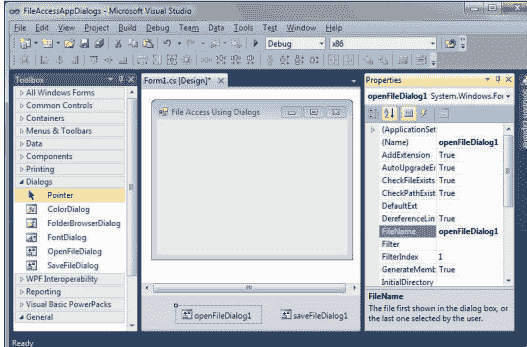 FileAccessAppDialogs - Microsoft Visual Studio
File Edit View Project Build Debug Team Data Tools Test Window Help
Debug x86
Toolbox
All Windows Forms
Common Controls
Containers
Menus & Toolbars
Data
Components
Printing
Dialogs
Pointer
ColorDialog
FolderBrowserDialog
FontDialog
OpenFileDialog
SaveFileDialog
WPF Interoperability
Reporting
Visual Basic PowerPacks
General
Form1.cs [Design]*
File Access Using Dialogs
openFileDialog1 saveFileDialog1
Properties
openFileDialog1 System.Windows.For
(ApplicationSet
(Name) openFileDialog1
AddExtension True
AutoUpgradeEr True
CheckFileExists True
CheckPathExist True
DefaultExt
DereferenceLin True
FileName openFileDialog1
Filter
FilterIndex 1
GenerateMemb True
InitialDirectory
FileName
The file first shown in the dialog box, or
the last one selected by the user.
Solution Explorer
Ready